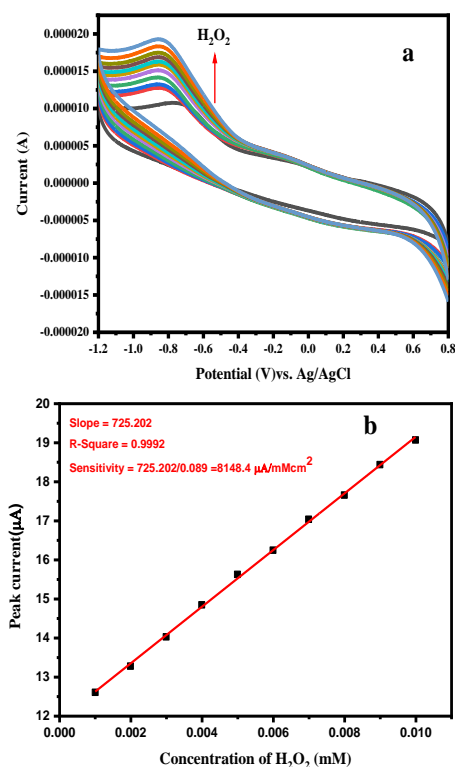 0.000020
0.000015
0.000010
0.000005
0.000000
-0.000005
-0.000010
-0.000015
-0.000020
Current (A)
H₂O₂
a
-1.2 -1.0 -0.8 -0.6 -0.4 -0.2 0.0 0.2 0.4 0.6 0.8
Potential (V)vs. Ag/AgCl
20
19
18
17
16
15
14
13
12
Peak current(µA)
Slope = 725.202
R-Square = 0.9992
Sensitivity = 725.202/0.089 =8148.4 µA/mMcm²
b
0.000 0.002 0.004 0.006 0.008 0.010
Concentration of H₂O₂ (mM)